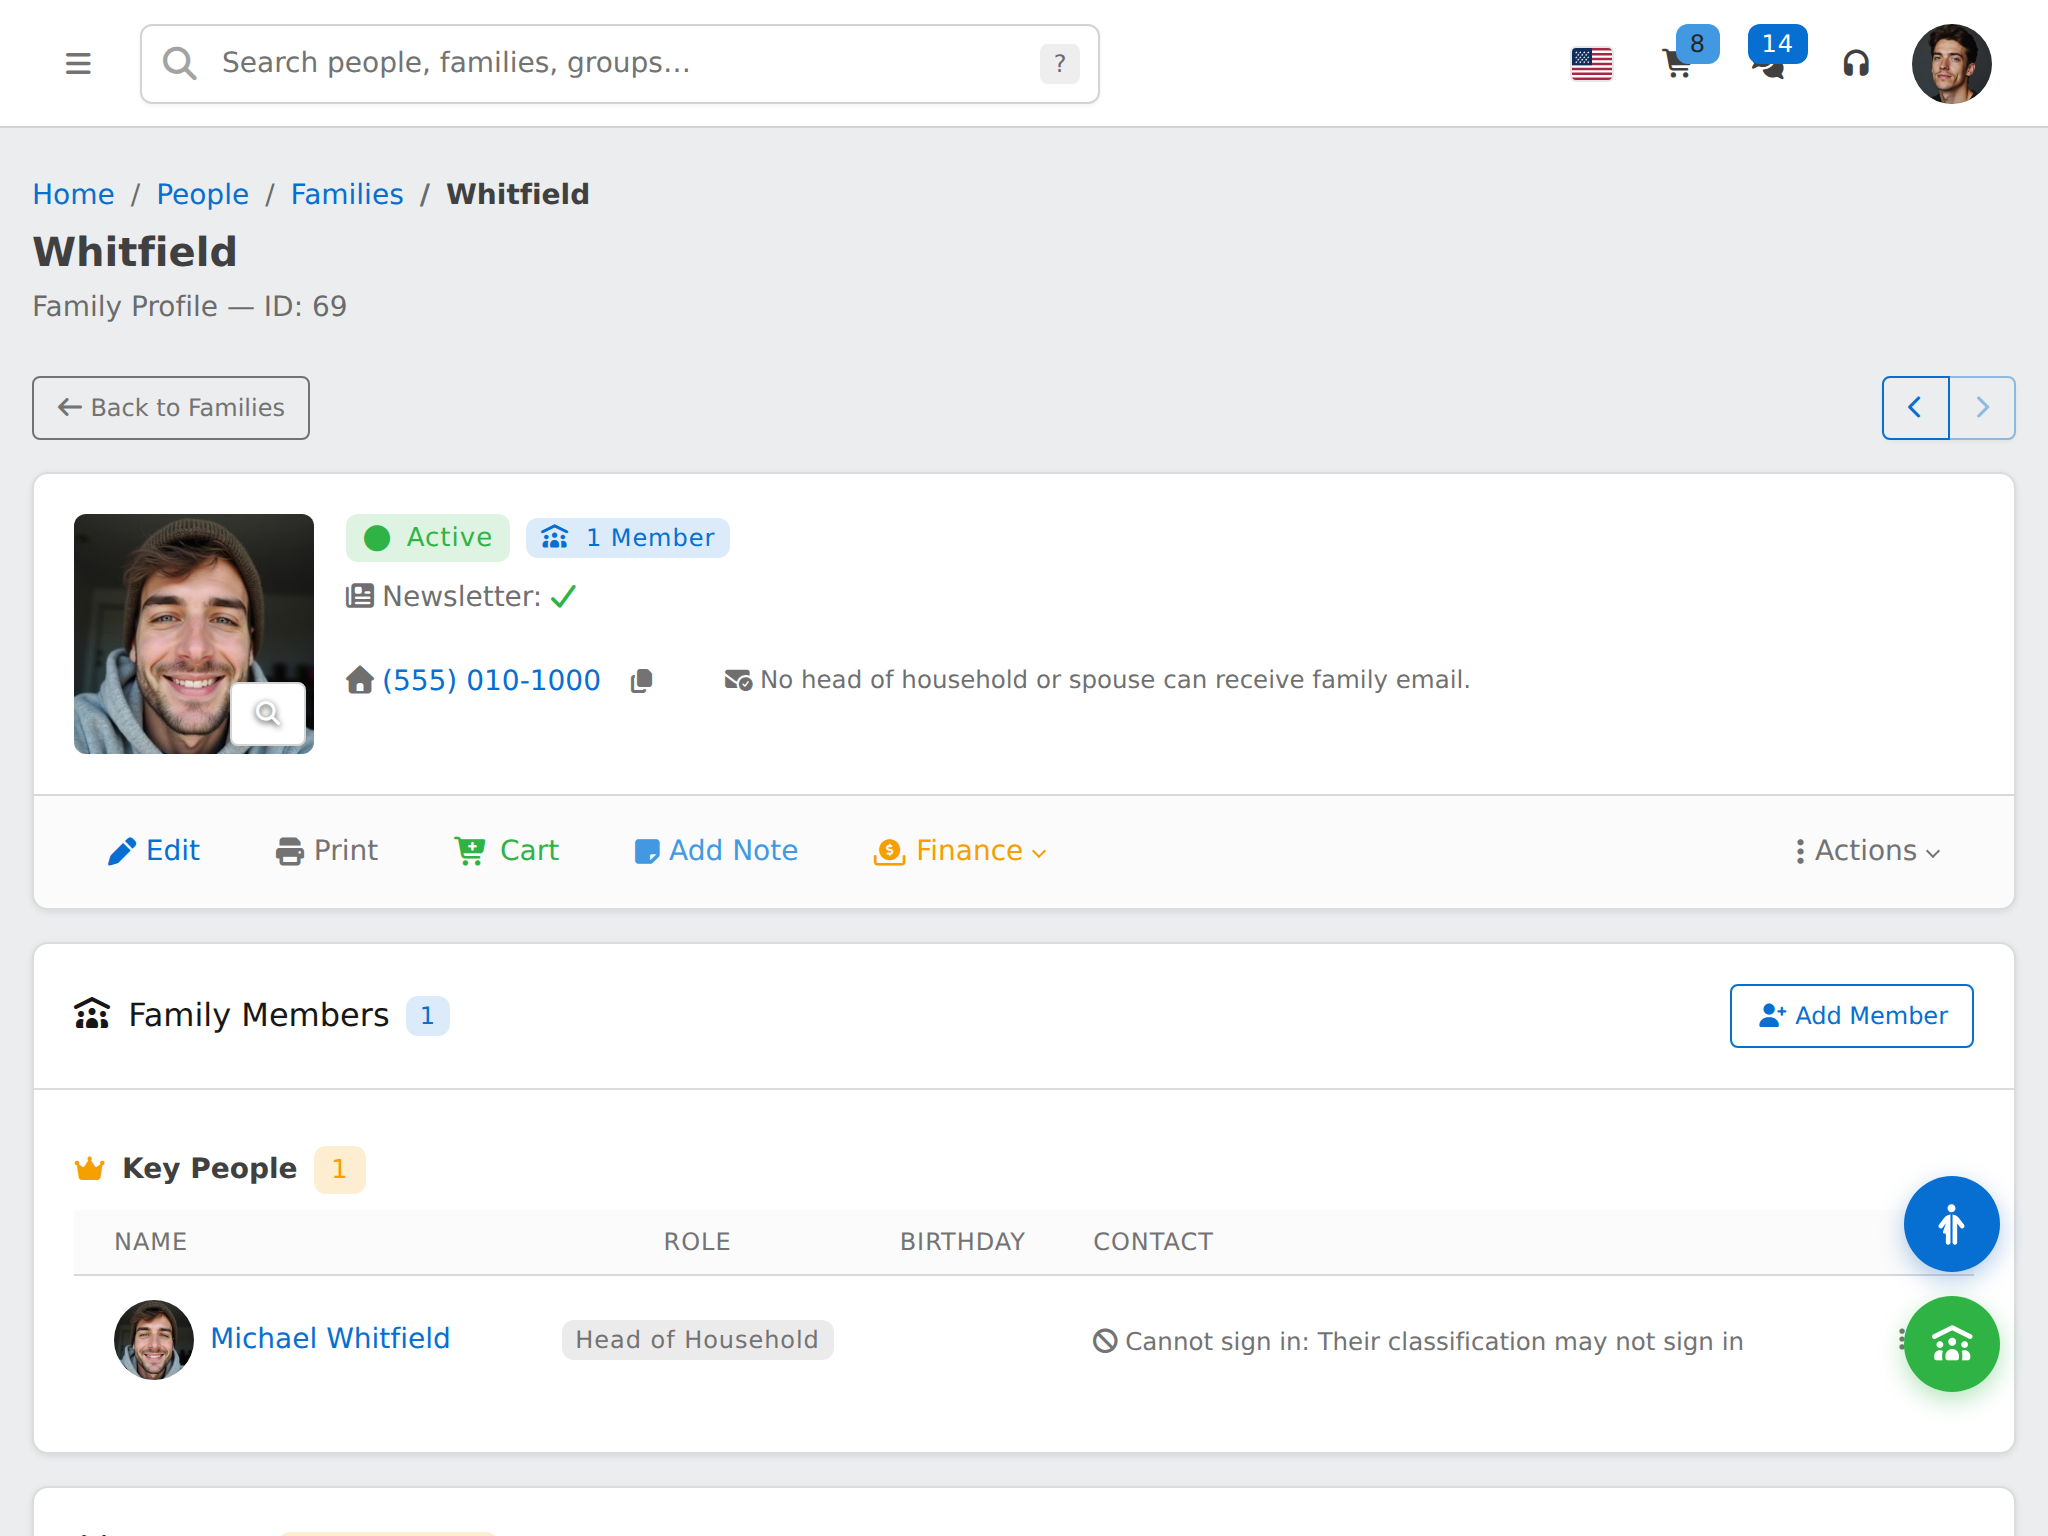 Search people, families, groups...
?
8
14
Home / People / Families / Whitfield
Whitfield
Family Profile — ID: 69
Back to Families
Active
1 Member
Newsletter:
(555) 010-1000
No head of household or spouse can receive family email.
Edit
Print
Cart
Add Note
Finance
Actions
Family Members 1
Add Member
Key People 1
NAME ROLE BIRTHDAY CONTACT
Michael Whitfield
Head of Household
Cannot sign in: Their classification may not sign in